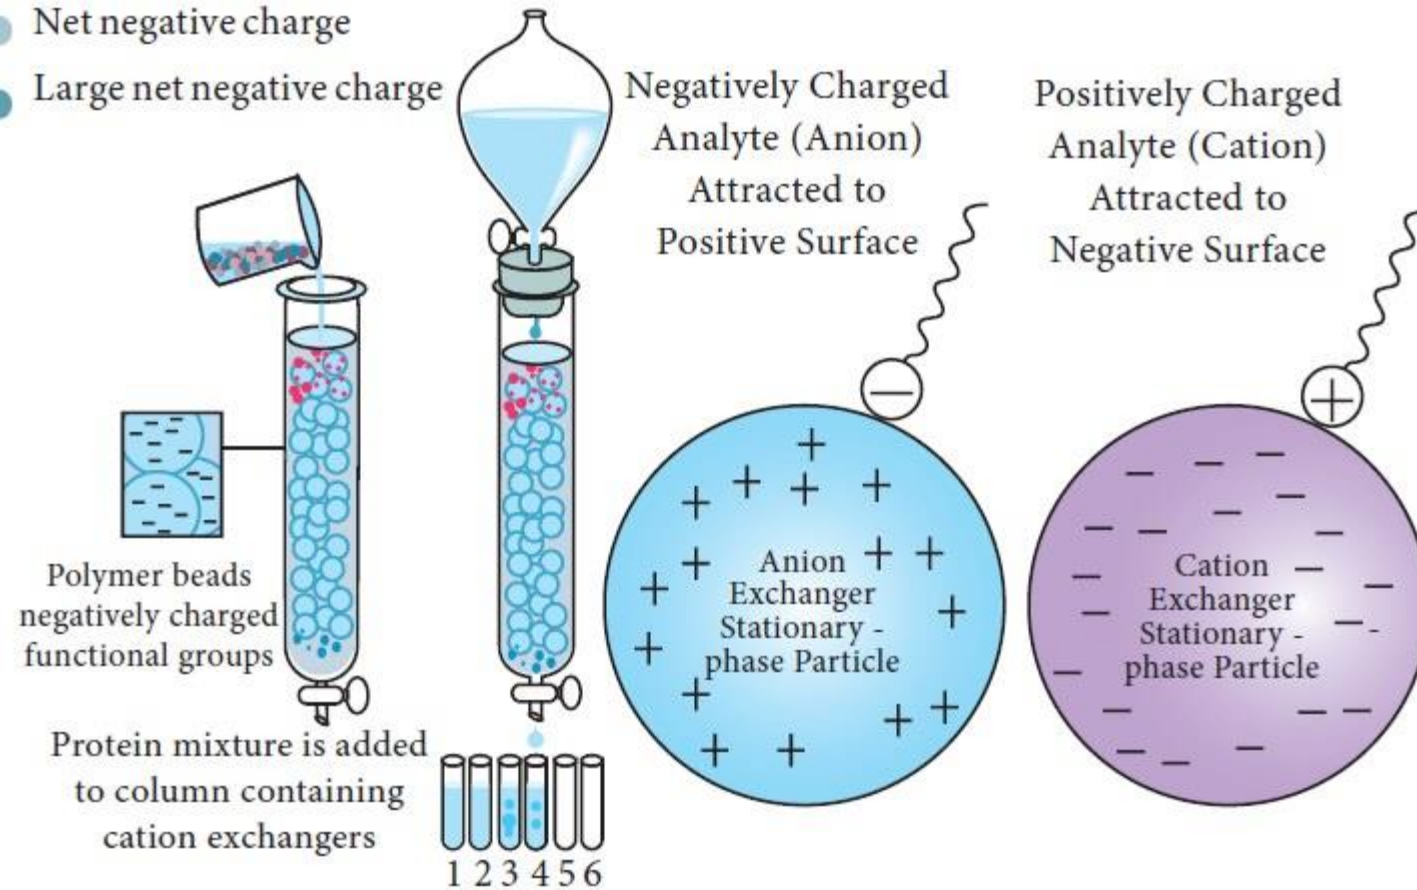 Net negative charge
Large net negative charge
Negatively Charged
Analyte (Anion)
Attracted to
Positive Surface
Positively Charged
Analyte (Cation)
Attracted to
Negative Surface
Polymer beads
negatively charged
functional groups
Protein mixture is added
to column containing
cation exchangers
1 2 3 4 5 6
Anion
Exchanger
Stationary -
phase Particle
Cation
Exchanger
Stationary -
phase Particle